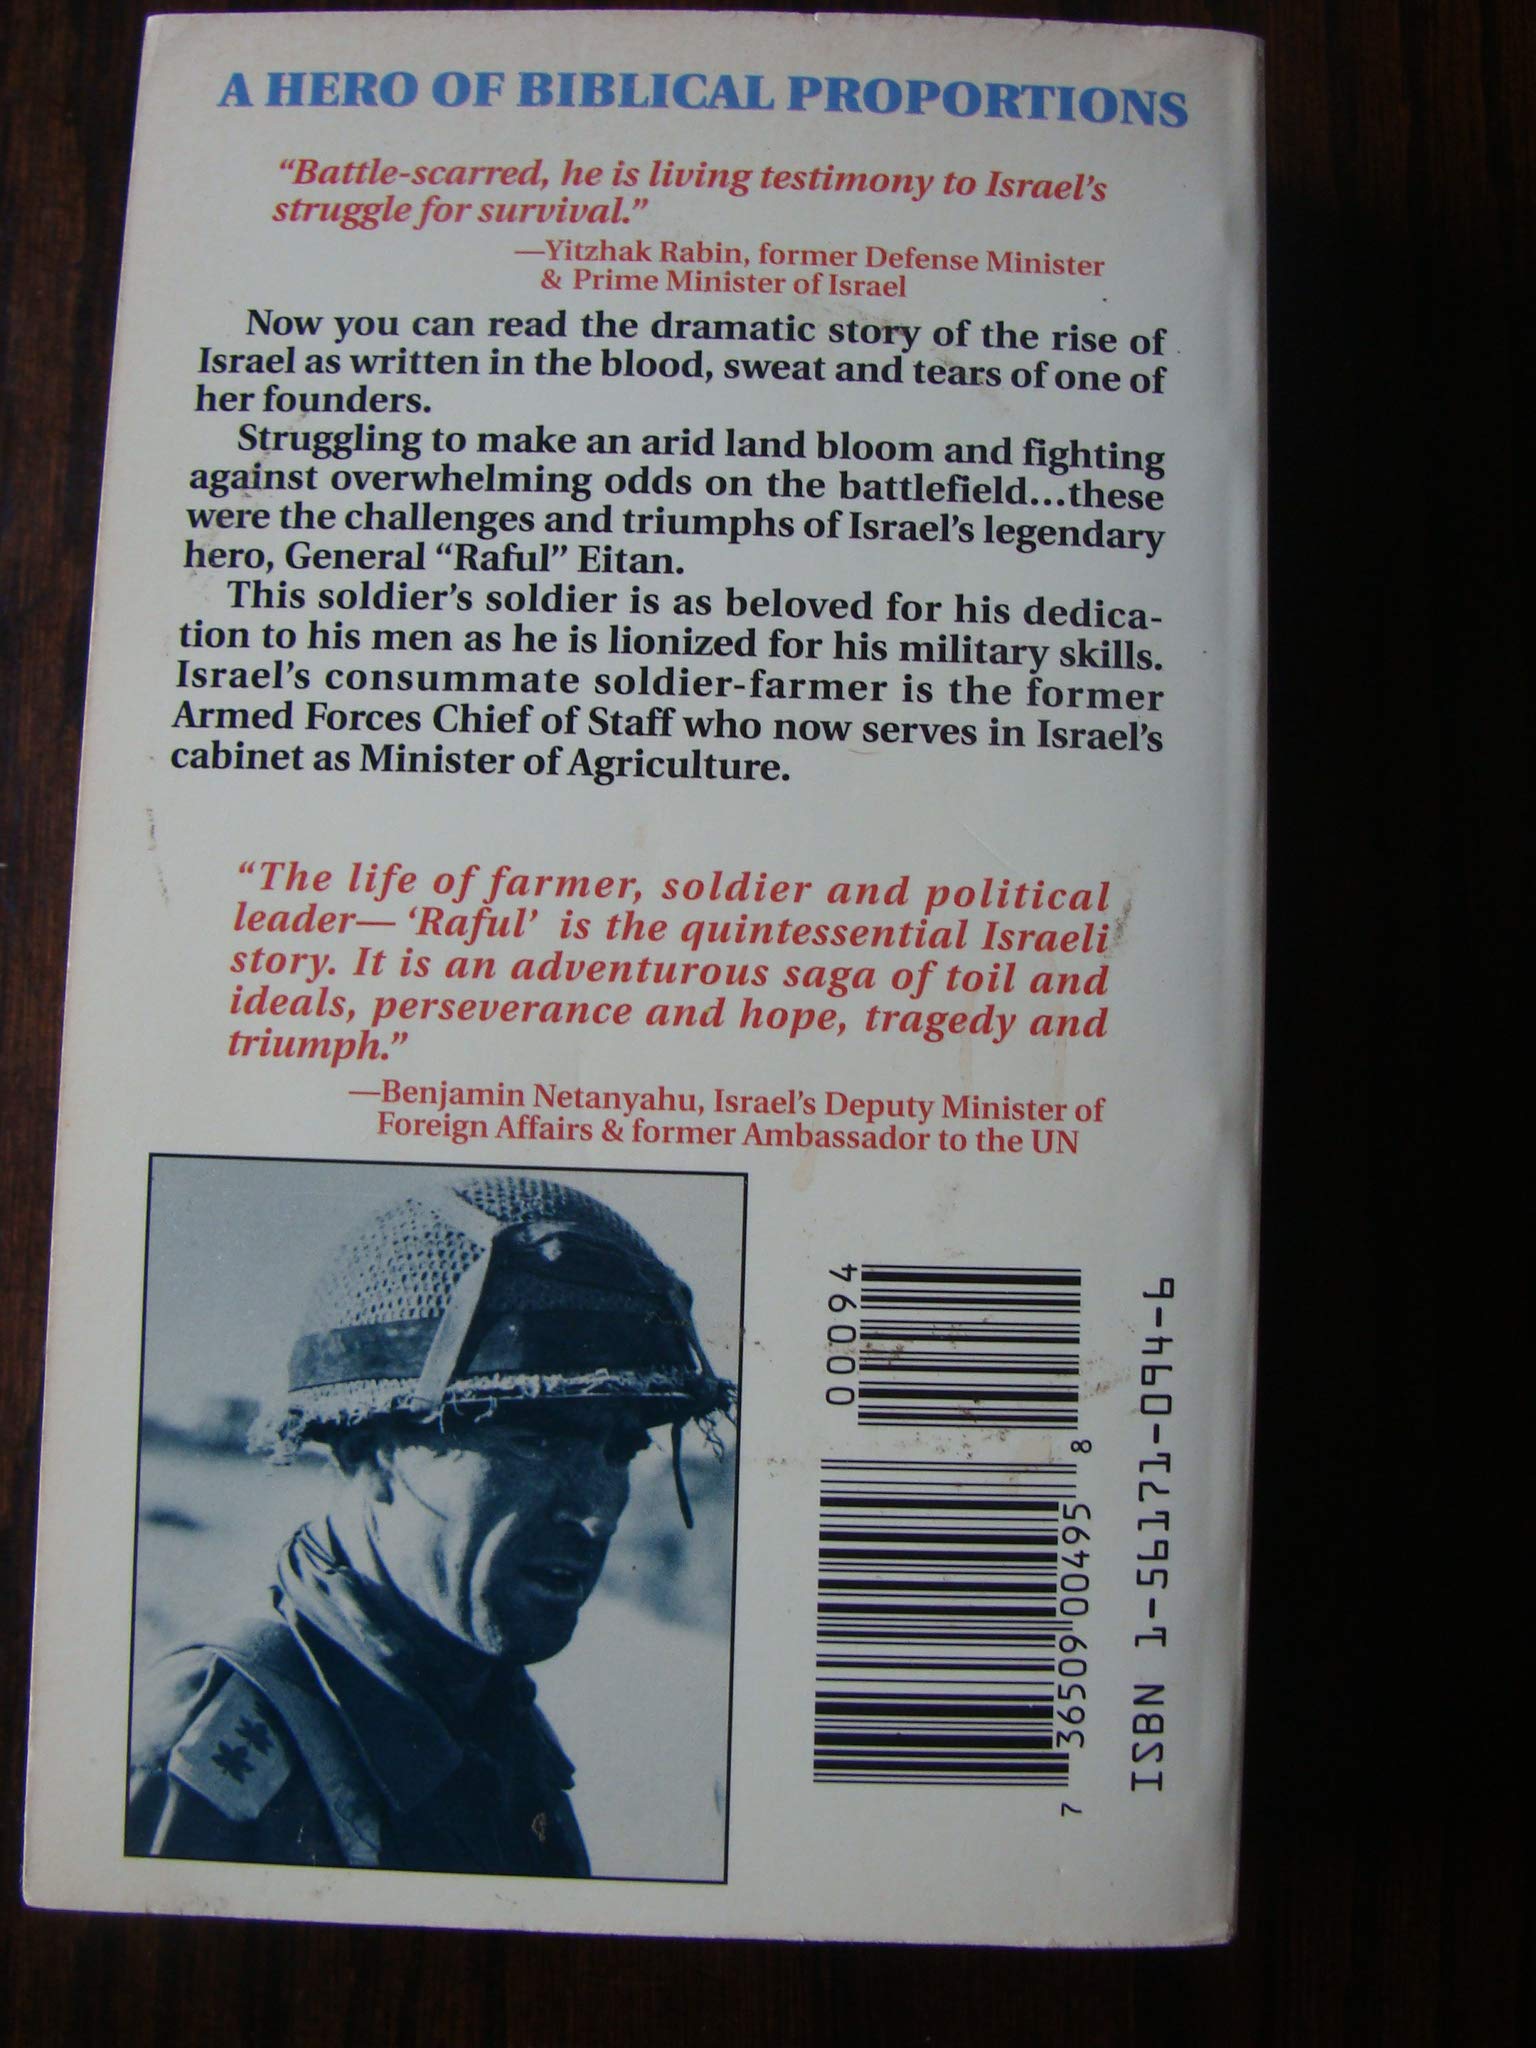 A HERO OF BIBLICAL PROPORTIONS
“Battle-scarred, he is living testimony to Israel’s
struggle for survival.”
—Yitzhak Rabin, former Defense Minister
& Prime Minister of Israel
Now you can read the dramatic story of the rise of
Israel as written in the blood, sweat and tears of one of
her founders.
Struggling to make an arid land bloom and fighting
against overwhelming odds on the battlefield...these
were the challenges and triumphs of Israel’s legendary
hero, General “Raful” Eitan.
This soldier’s soldier is as beloved for his dedica-
tion to his men as he is lionized for his military skills.
Israel’s consummate soldier-farmer is the former
Armed Forces Chief of Staff who now serves in Israel’s
cabinet as Minister of Agriculture.
“The life of farmer, soldier and political
leader— ‘Raful’ is the quintessential Israeli
story. It is an adventurous saga of toil and
ideals, perseverance and hope, tragedy and
triumph.”
—Benjamin Netanyahu, Israel’s Deputy Minister of
Foreign Affairs & former Ambassador to the UN
00094
7 36509 00495 8
ISBN 1-56171-094-6